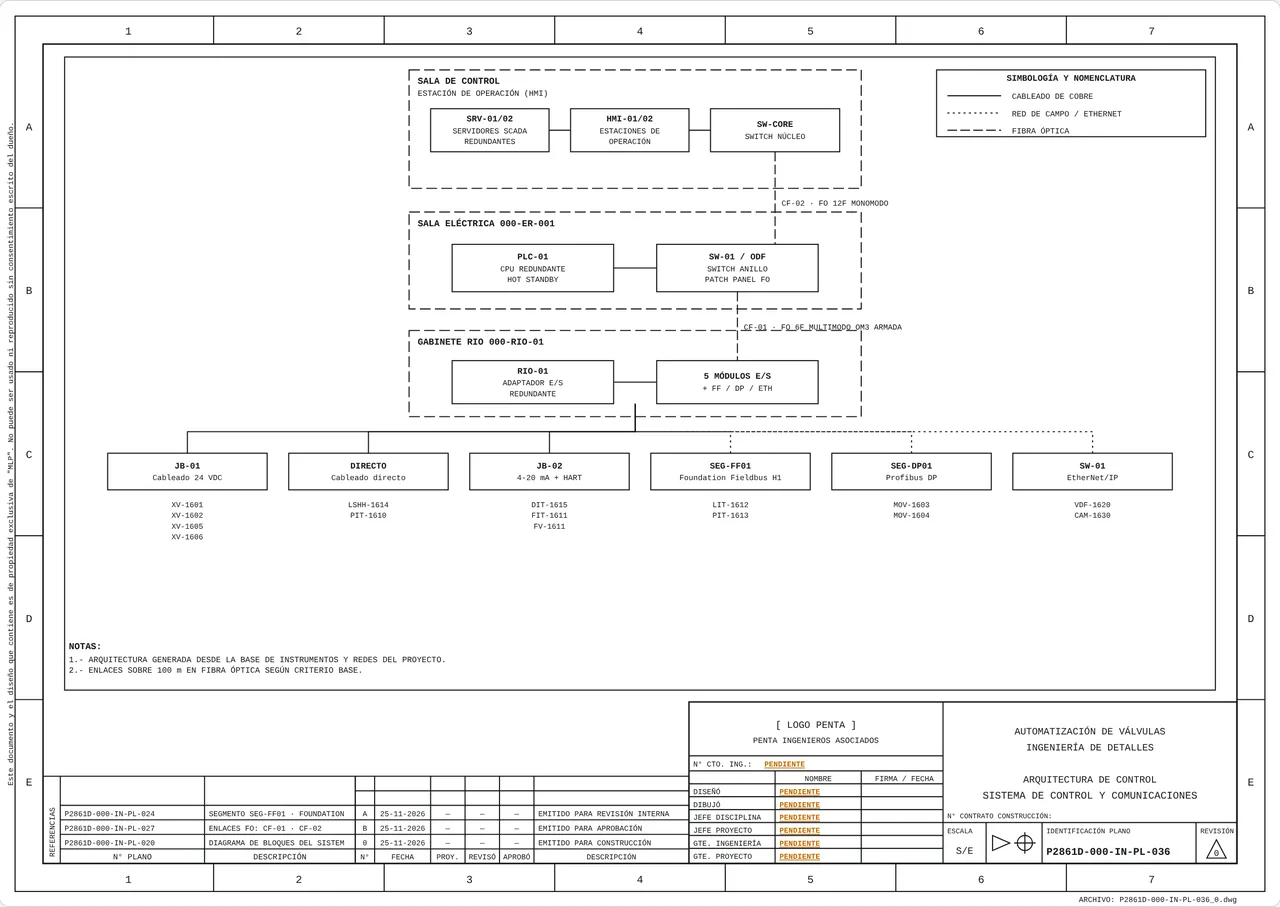 1 2 3 4 5 6 7
A A
B B
C C
D D
E E
Este documento y el diseño que contiene es de propiedad exclusiva de "MLP". No puede ser usado ni reproducido sin consentimiento escrito del dueño.
SALA DE CONTROL
ESTACIÓN DE OPERACIÓN (HMI)
SRV-01/02
SERVIDORES SCADA
REDUNDANTES
HMI-01/02
ESTACIONES DE
OPERACIÓN
SW-CORE
SWITCH NÚCLEO
SIMBOLOGÍA Y NOMENCLATURA
CABLEADO DE COBRE
RED DE CAMPO / ETHERNET
FIBRA ÓPTICA
CF-02 · FO 12F MONOMODO
SALA ELÉCTRICA 000-ER-001
PLC-01
CPU REDUNDANTE
HOT STANDBY
SW-01 / ODF
SWITCH ANILLO
PATCH PANEL FO
CF-01 · FO 6F MULTIMODO OM3 ARMADA
GABINETE RIO 000-RIO-01
RIO-01
ADAPTADOR E/S
REDUNDANTE
5 MÓDULOS E/S
+ FF / DP / ETH
JB-01
Cableado 24 VDC
XV-1601
XV-1602
XV-1605
XV-1606
DIRECTO
Cableado directo
LSHH-1614
PIT-1610
JB-02
4-20 mA + HART
DIT-1615
FIT-1611
FV-1611
SEG-FF01
Foundation Fieldbus H1
LIT-1612
PIT-1613
SEG-DP01
Profibus DP
MOV-1603
MOV-1604
SW-01
EtherNet/IP
VDF-1620
CAM-1630
NOTAS:
1.- ARQUITECTURA GENERADA DESDE LA BASE DE INSTRUMENTOS Y REDES DEL PROYECTO.
2.- ENLACES SOBRE 100 m EN FIBRA ÓPTICA SEGÚN CRITERIO BASE.
REFERENCIAS
P2861D-000-IN-PL-024 SEGMENTO SEG-FF01 · FOUNDATION A 25-11-2026 — — — EMITIDO PARA REVISIÓN INTERNA
P2861D-000-IN-PL-027 ENLACES FO: CF-01 · CF-02 B 25-11-2026 — — — EMITIDO PARA APROBACIÓN
P2861D-000-IN-PL-020 DIAGRAMA DE BLOQUES DEL SISTEM 0 25-11-2026 — — — EMITIDO PARA CONSTRUCCIÓN
N° PLANO DESCRIPCIÓN N° FECHA PROY. REVISÓ APROBÓ DESCRIPCIÓN
[ LOGO PENTA ]
PENTA INGENIEROS ASOCIADOS
N° CTO. ING.: PENDIENTE
NOMBRE FIRMA / FECHA
DISEÑO PENDIENTE
DIBUJÓ PENDIENTE
JEFE DISCIPLINA PENDIENTE
JEFE PROYECTO PENDIENTE
GTE. INGENIERÍA PENDIENTE
GTE. PROYECTO PENDIENTE
AUTOMATIZACIÓN DE VÁLVULAS
INGENIERÍA DE DETALLES
ARQUITECTURA DE CONTROL
SISTEMA DE CONTROL Y COMUNICACIONES
N° CONTRATO CONSTRUCCIÓN:
ESCALA
S/E
IDENTIFICACIÓN PLANO
P2861D-000-IN-PL-036
REVISIÓN
0
1 2 3 4 5 6 7
ARCHIVO: P2861D-000-IN-PL-036_0.dwg